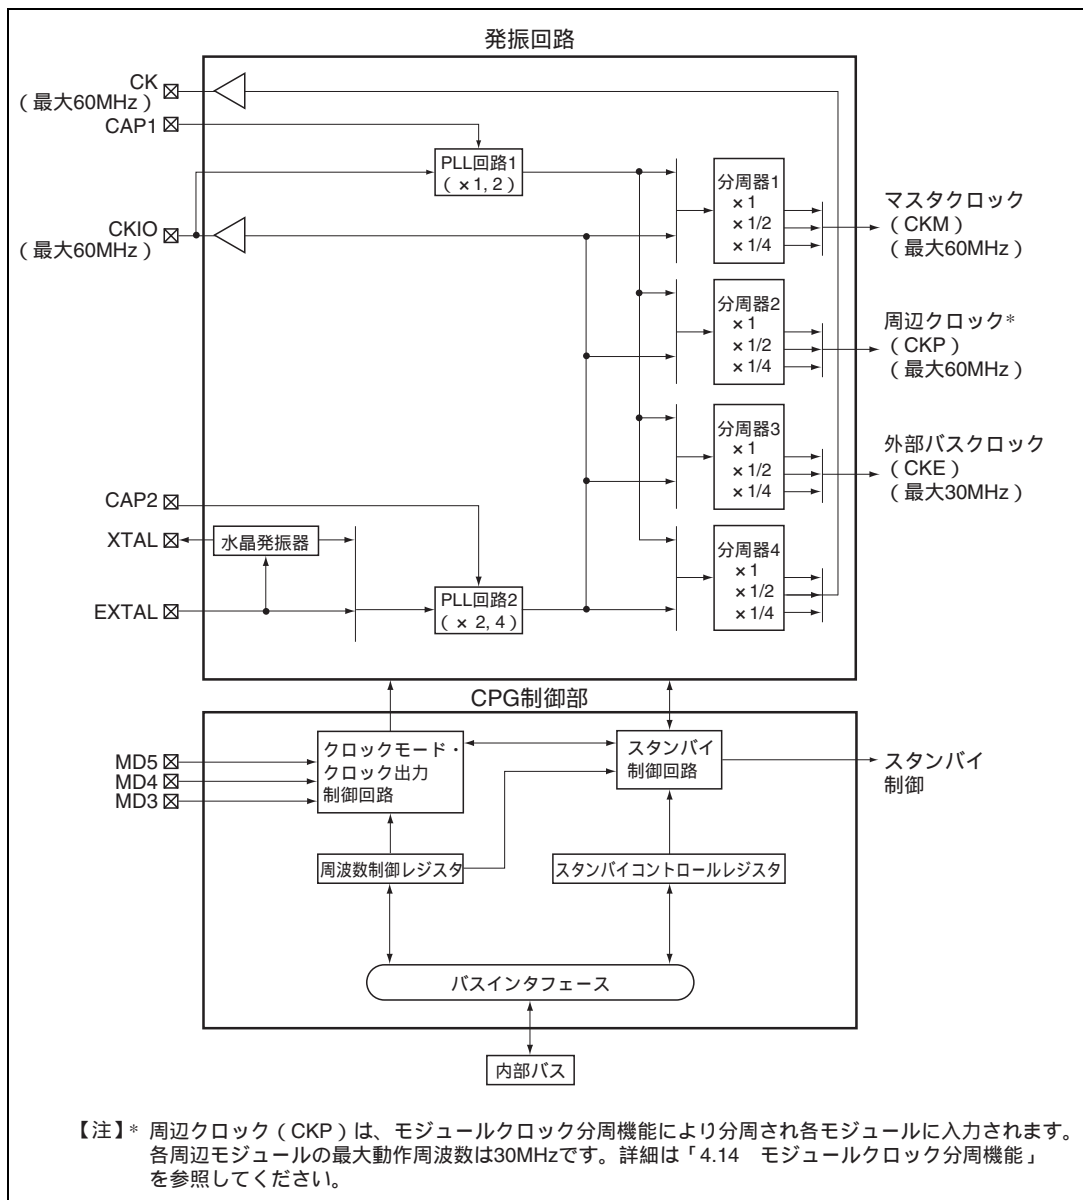 発振回路
CK
（最大60MHz）
CAP1
PLL回路1
（×1, 2）
CKIO
（最大60MHz）
分周器1
×1
×1/2
×1/4
マスタクロック
（CKM）
（最大60MHz）
分周器2
×1
×1/2
×1/4
周辺クロック*
（CKP）
（最大60MHz）
分周器3
×1
×1/2
×1/4
外部バスクロック
（CKE）
（最大30MHz）
CAP2
XTAL
水晶発振器
EXTAL
PLL回路2
（× 2, 4）
分周器4
×1
×1/2
×1/4
CPG制御部
MD5
MD4
MD3
クロックモード・
クロック出力
制御回路
スタンバイ
制御回路
スタンバイ
制御
周波数制御レジスタ
スタンバイコントロールレジスタ
バスインタフェース
内部バス
【注】* 周辺クロック（CKP）は、モジュールクロック分周機能により分周され各モジュールに入力されます。
各周辺モジュールの最大動作周波数は30MHzです。詳細は「4.14　モジュールクロック分周機能」
を参照してください。